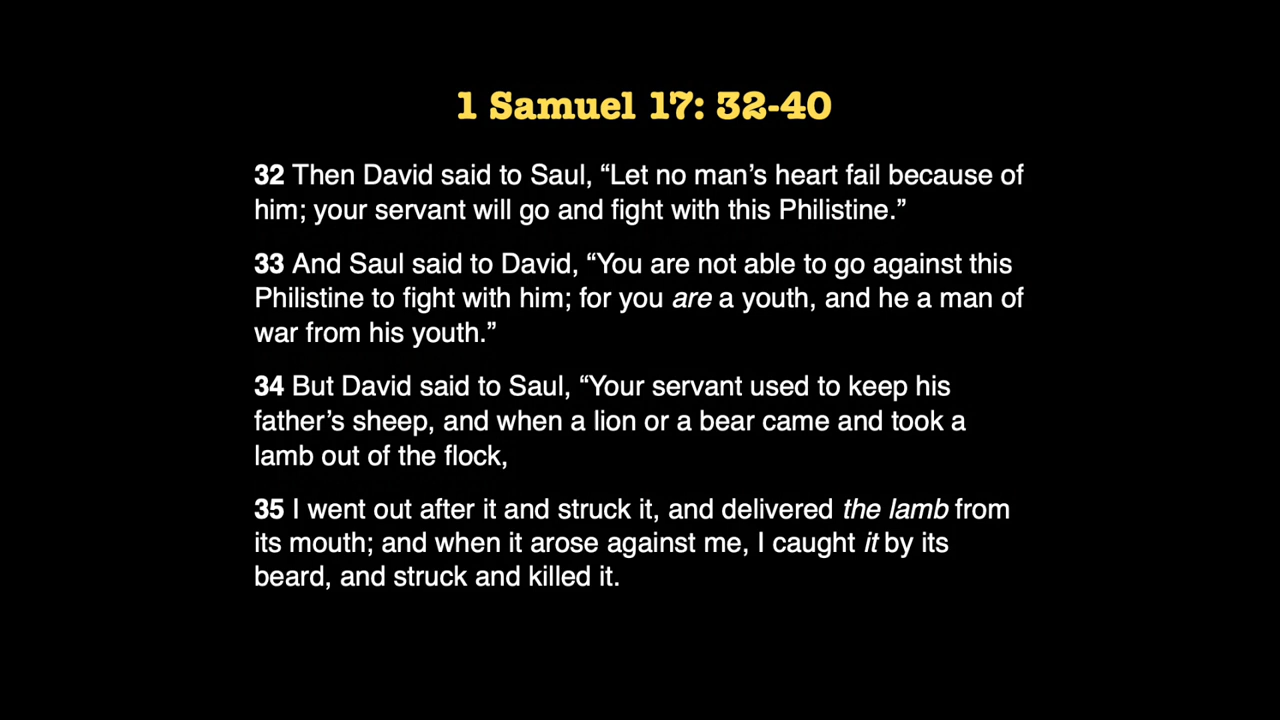 1 Samuel 17: 32-40
32 Then David said to Saul, “Let no man’s heart fail because of
him; your servant will go and fight with this Philistine.”
33 And Saul said to David, “You are not able to go against this
Philistine to fight with him; for you are a youth, and he a man of
war from his youth.”
34 But David said to Saul, “Your servant used to keep his
father’s sheep, and when a lion or a bear came and took a
lamb out of the flock,
35 I went out after it and struck it, and delivered the lamb from
its mouth; and when it arose against me, I caught it by its
beard, and struck and killed it.